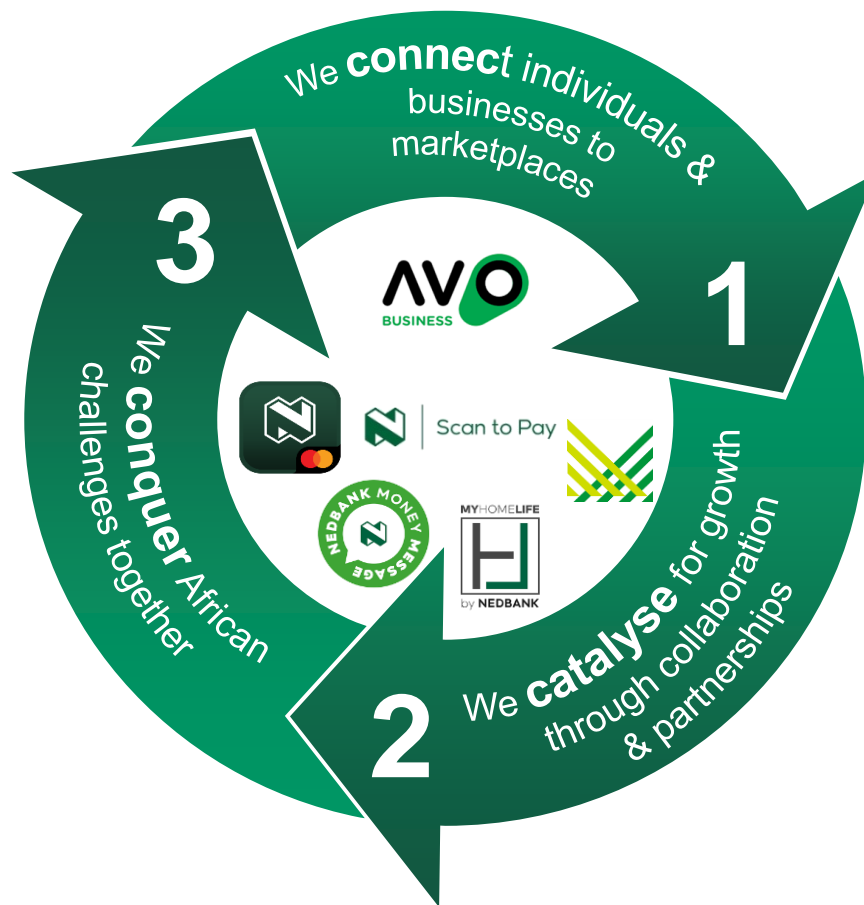 We connect individuals &
businesses to
marketplaces
1
We catalyse for growth
through collaboration
& partnerships
2
We conquer African
challenges together
3
AVO
BUSINESS
N
N
Scan to Pay
NEDBANK MONEY MESSAGE
N
MYHOMELIFE
by NEDBANK